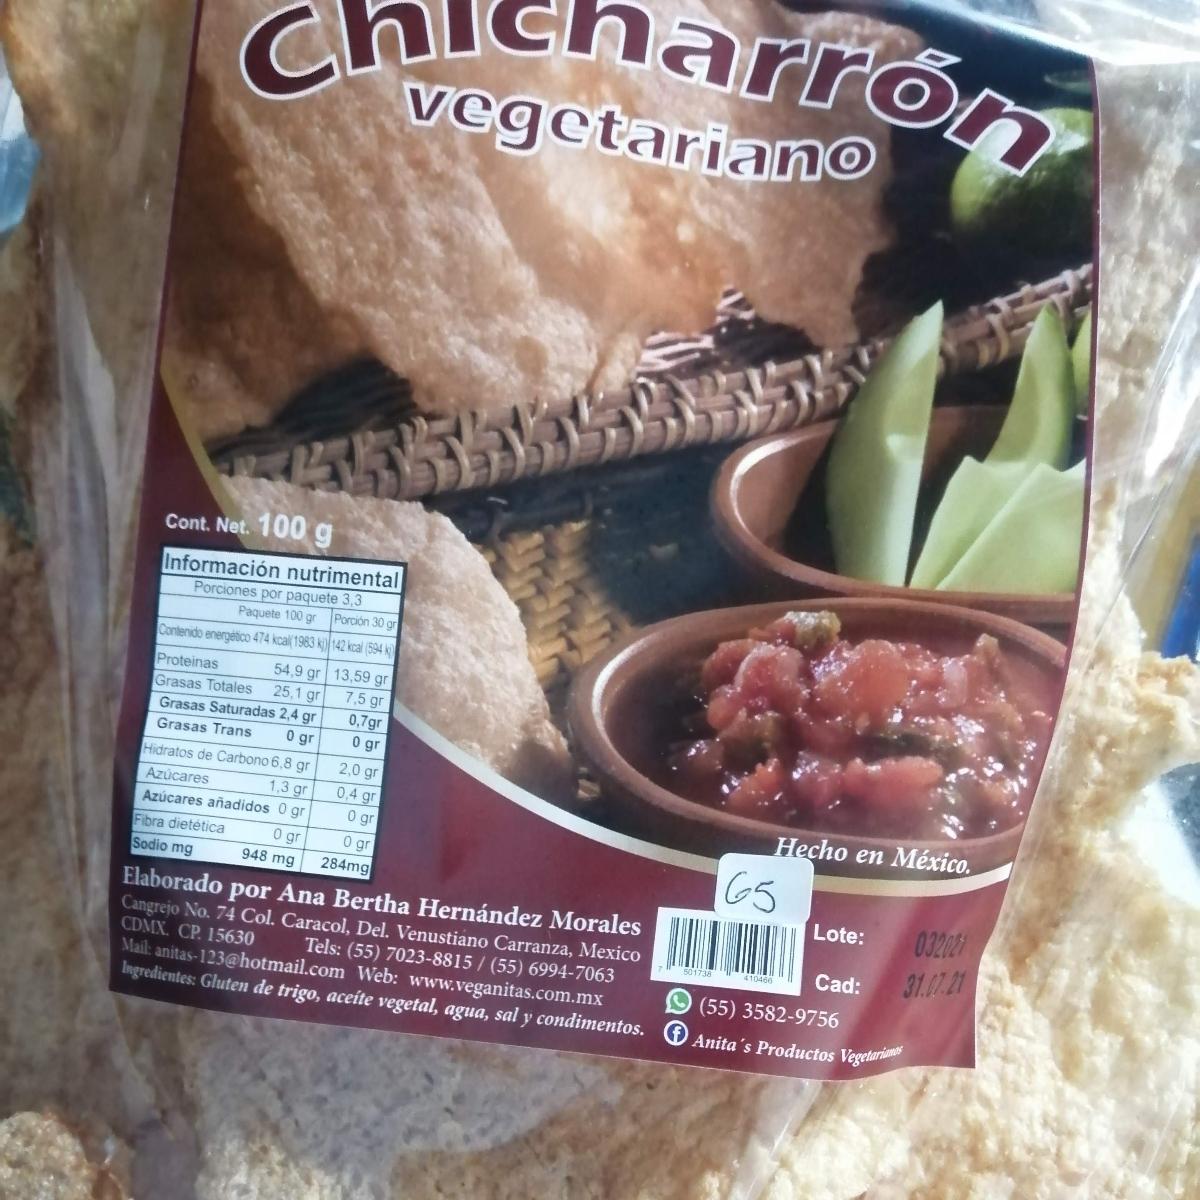 Chicharrón
vegetariano
Cont. Net. 100 g
Información nutrimental
Porciones por paquete 3,3
Paquete 100 gr Porción 30 gr
Contenido energético 474 kcal(1983 kj) 142 kcal (594 kj)
Proteinas 54,9 gr 13,59 gr
Grasas Totales 25,1 gr 7,5 gr
Grasas Saturadas 2,4 gr 0,7gr
Grasas Trans 0 gr 0 gr
Hidratos de Carbono 6,8 gr 2,0 gr
Azúcares 1,3 gr 0,4 gr
Azúcares añadidos 0 gr 0 gr
Fibra dietética 0 gr 0 gr
Sodio mg 948 mg 284mg
Hecho en México.
65
Elaborado por Ana Bertha Hernández Morales
Cangrejo No. 74 Col. Caracol, Del. Venustiano Carranza, Mexico
CDMX. CP. 15630 Tels: (55) 7023-8815 / (55) 6994-7063
Mail: anitas-123@hotmail.com Web: www.veganitas.com.mx
Ingredientes: Gluten de trigo, aceite vegetal, agua, sal y condimentos.
7 501738 410466
Lote: 032021
Cad: 31.07.21
(55) 3582-9756
Anita´s Productos Vegetarianos